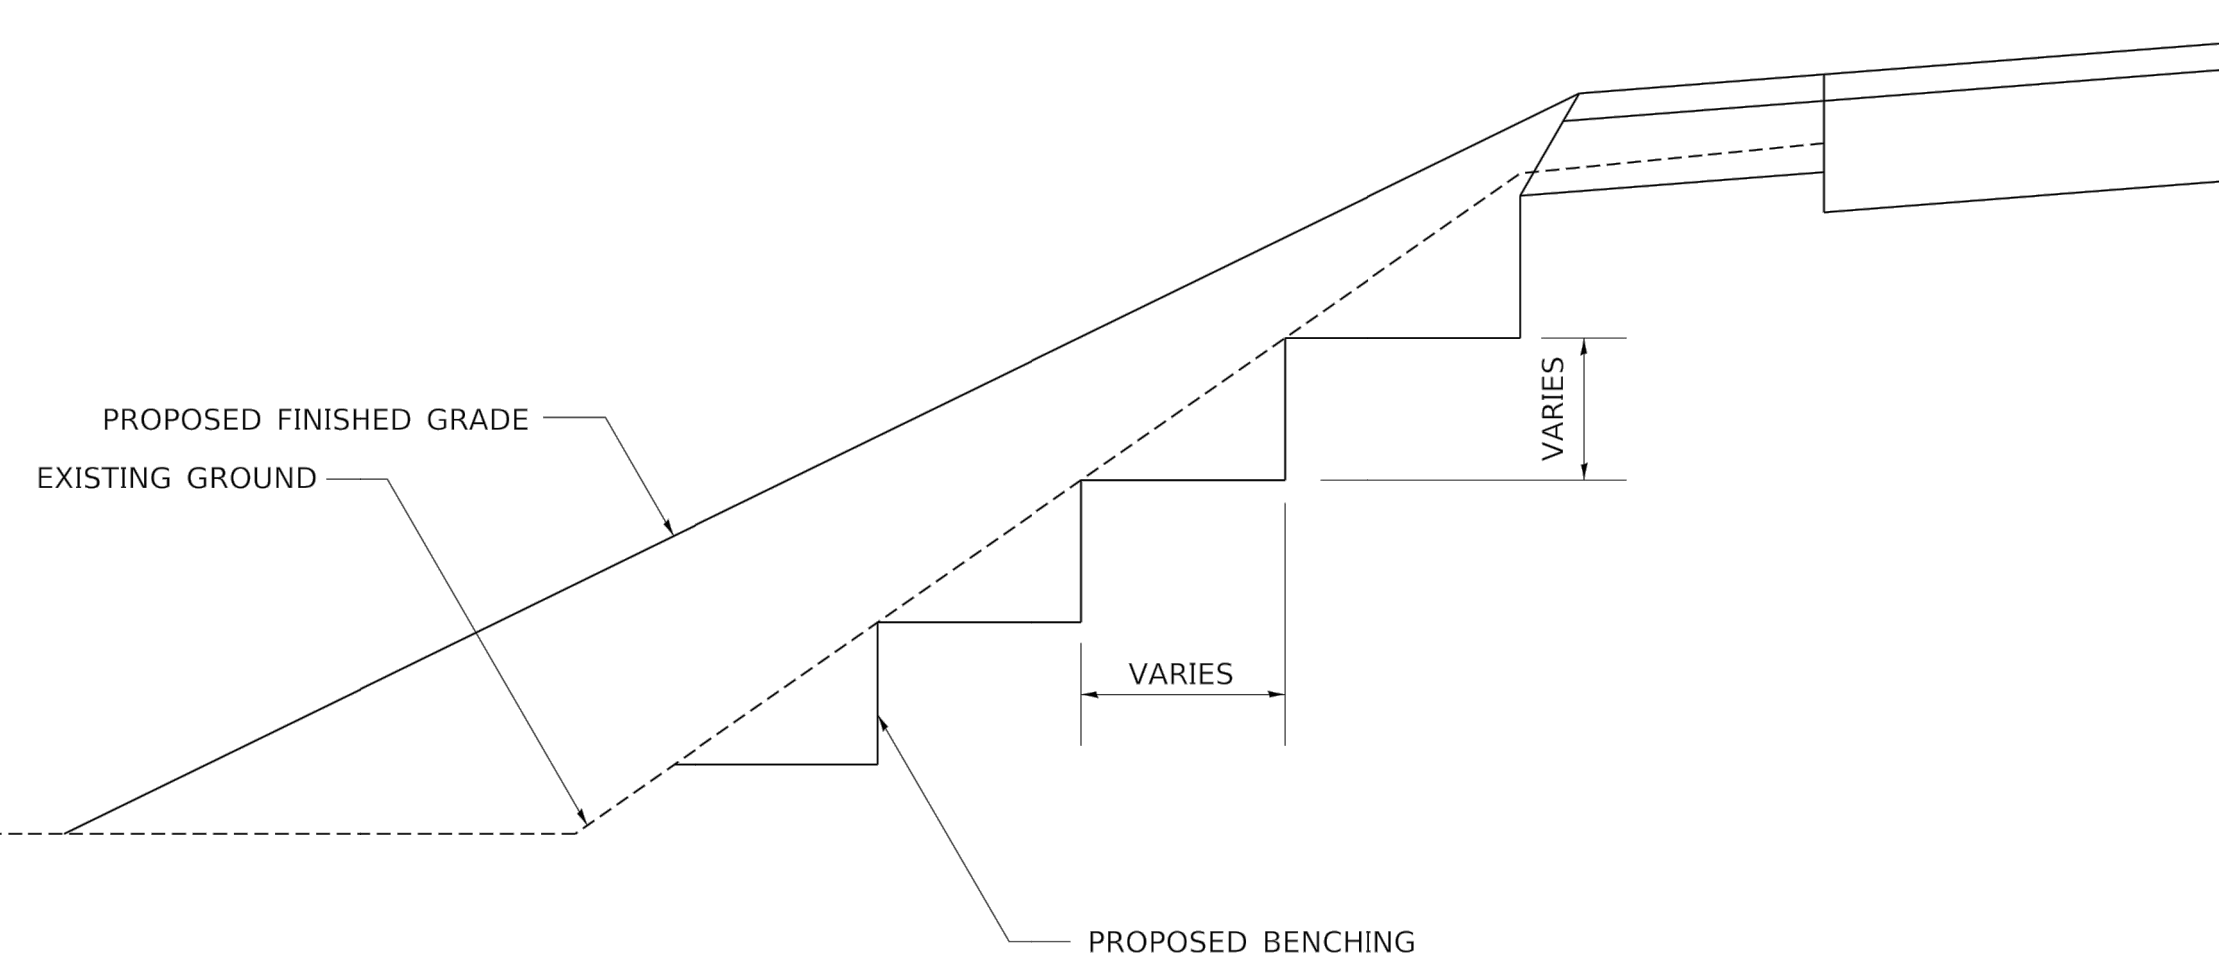 VARIES
PROPOSED FINISHED GRADE
EXISTING GROUND
VARIES
PROPOSED BENCHING